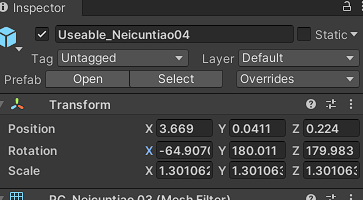 Inspector
Useable_Neicuntiao04 Static
Tag Untagged Layer Default
Prefab Open Select Overrides
Transform
Position X 3.669 Y 0.0411 Z 0.224
Rotation X -64.9070 Y 180.011 Z 179.983
Scale X 1.301062 Y 1.301063 Z 1.301063
PC_Neicuntiao 03 (Mesh Filter)